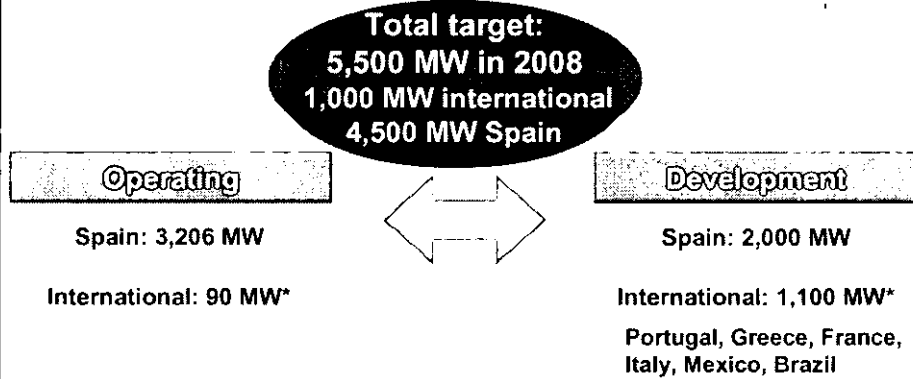 Total target:
5,500 MW in 2008
1,000 MW international
4,500 MW Spain
Operating
Spain: 3,206 MW
International: 90 MW*
Development
Spain: 2,000 MW
International: 1,100 MW*
Portugal, Greece, France,
Italy, Mexico, Brazil